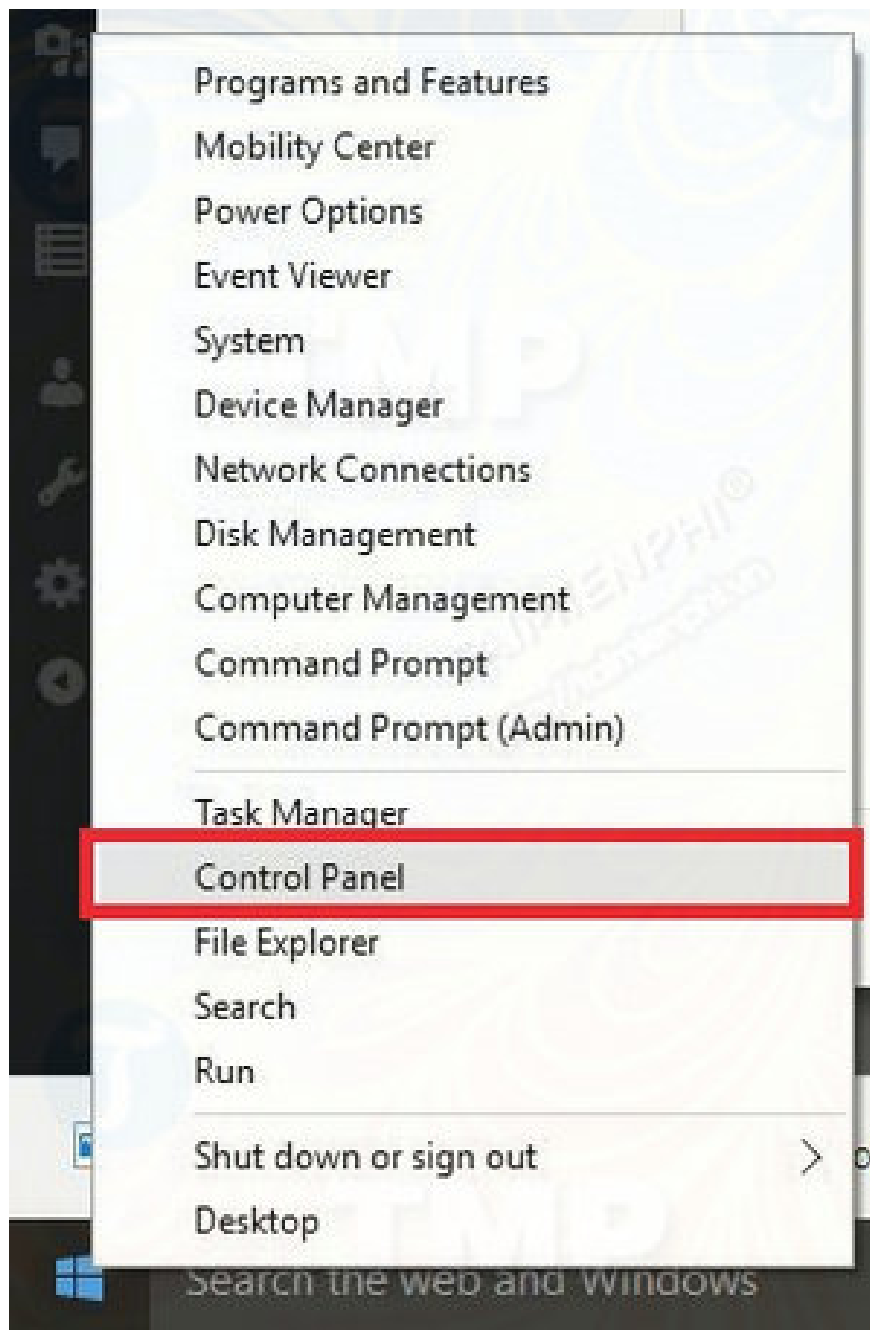 Programs and Features
Mobility Center
Power Options
Event Viewer
System
Device Manager
Network Connections
Disk Management
Computer Management
Command Prompt
Command Prompt (Admin)
Task Manager
Control Panel
File Explorer
Search
Run
Shut down or sign out
Desktop
Search the web and Windows
TMP
TMP